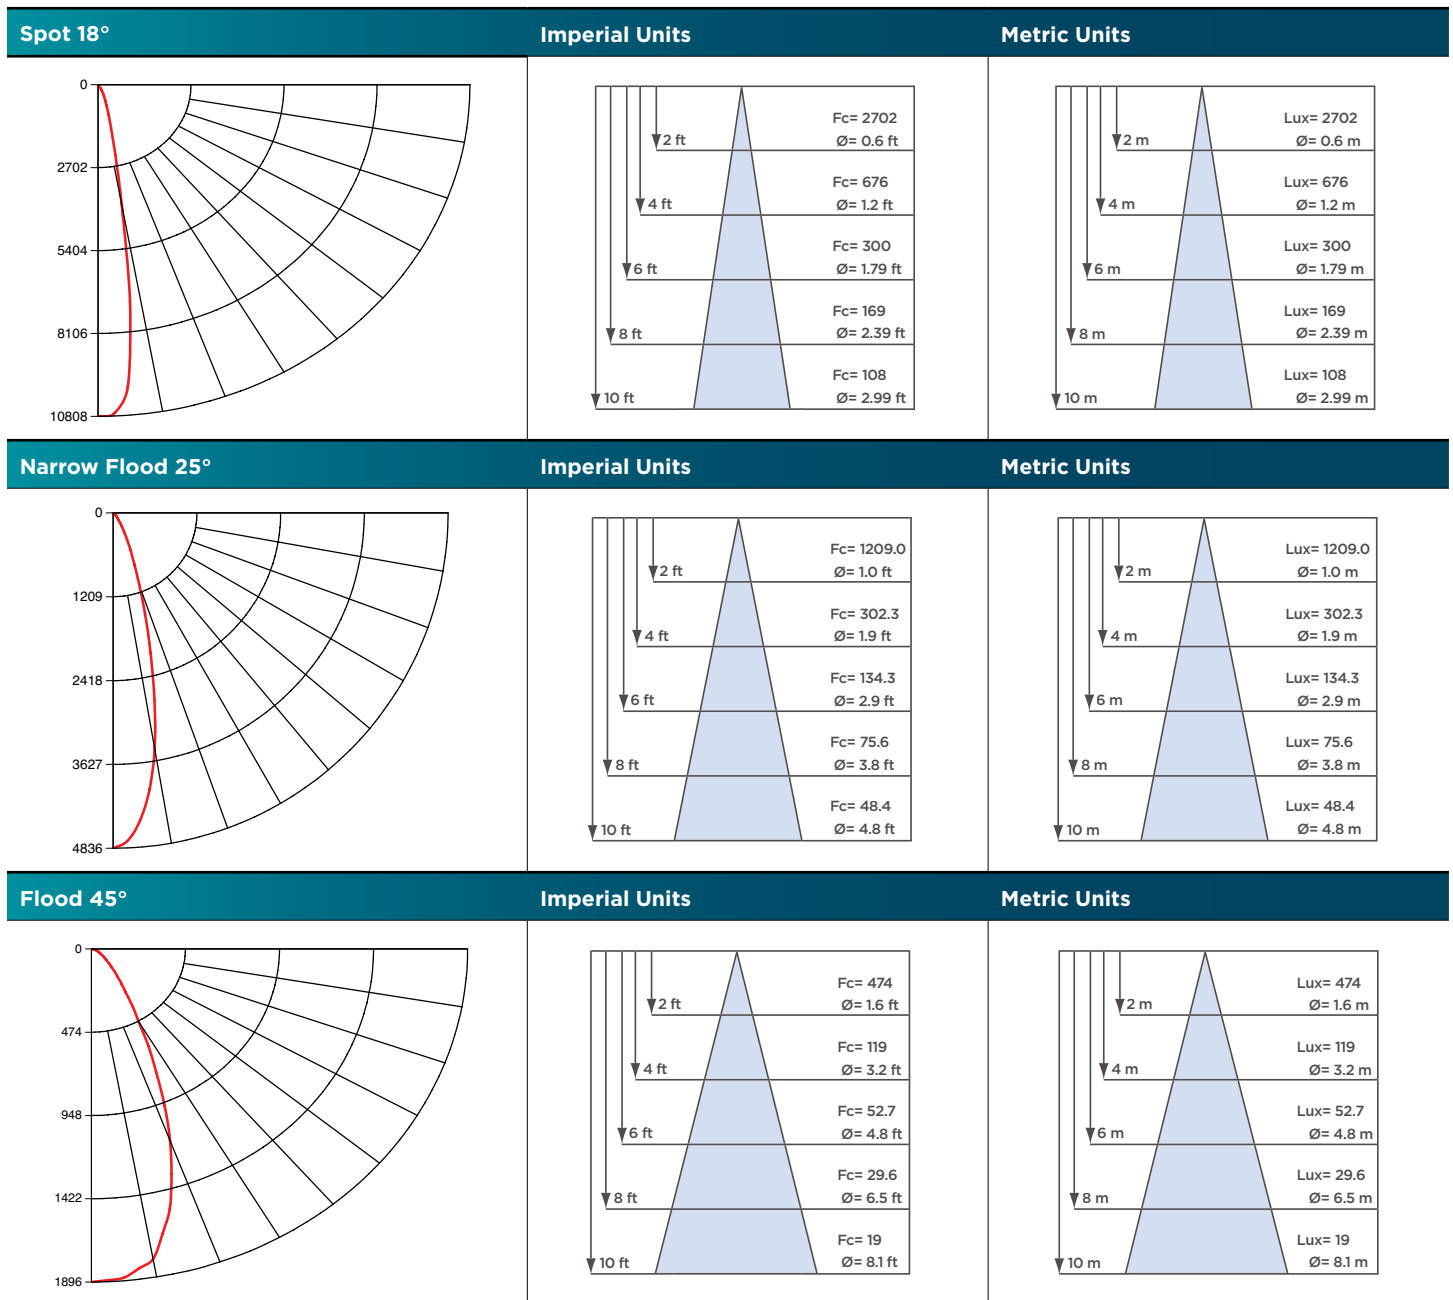 Spot 18° Imperial Units Metric Units
0
2702
5404
8106
10808
Fc= 2702
2 ft Ø= 0.6 ft
Fc= 676
4 ft Ø= 1.2 ft
Fc= 300
6 ft Ø= 1.79 ft
Fc= 169
8 ft Ø= 2.39 ft
Fc= 108
10 ft Ø= 2.99 ft
Lux= 2702
2 m Ø= 0.6 m
Lux= 676
4 m Ø= 1.2 m
Lux= 300
6 m Ø= 1.79 m
Lux= 169
8 m Ø= 2.39 m
Lux= 108
10 m Ø= 2.99 m
Narrow Flood 25° Imperial Units Metric Units
0
1209
2418
3627
4836
Fc= 1209.0
2 ft Ø= 1.0 ft
Fc= 302.3
4 ft Ø= 1.9 ft
Fc= 134.3
6 ft Ø= 2.9 ft
Fc= 75.6
8 ft Ø= 3.8 ft
Fc= 48.4
10 ft Ø= 4.8 ft
Lux= 1209.0
2 m Ø= 1.0 m
Lux= 302.3
4 m Ø= 1.9 m
Lux= 134.3
6 m Ø= 2.9 m
Lux= 75.6
8 m Ø= 3.8 m
Lux= 48.4
10 m Ø= 4.8 m
Flood 45° Imperial Units Metric Units
0
474
948
1422
1896
Fc= 474
2 ft Ø= 1.6 ft
Fc= 119
4 ft Ø= 3.2 ft
Fc= 52.7
6 ft Ø= 4.8 ft
Fc= 29.6
8 ft Ø= 6.5 ft
Fc= 19
10 ft Ø= 8.1 ft
Lux= 474
2 m Ø= 1.6 m
Lux= 119
4 m Ø= 3.2 m
Lux= 52.7
6 m Ø= 4.8 m
Lux= 29.6
8 m Ø= 6.5 m
Lux= 19
10 m Ø= 8.1 m